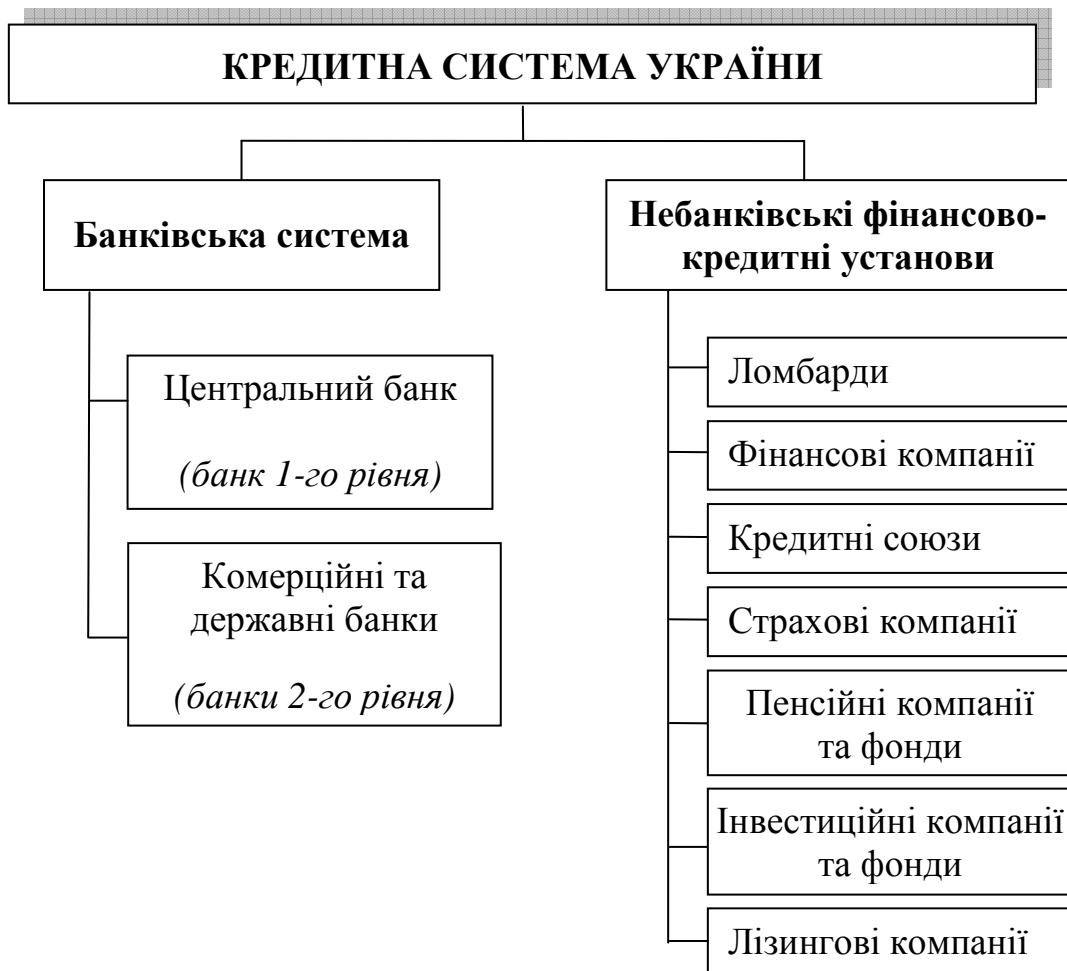 КРЕДИТНА СИСТЕМА УКРАЇНИ
Банківська система
Центральний банк
(банк 1-го рівня)
Комерційні та
державні банки
(банки 2-го рівня)
Небанківські фінансово-
кредитні установи
Ломбарди
Фінансові компанії
Кредитні союзи
Страхові компанії
Пенсійні компанії
та фонди
Інвестиційні компанії
та фонди
Лізингові компанії